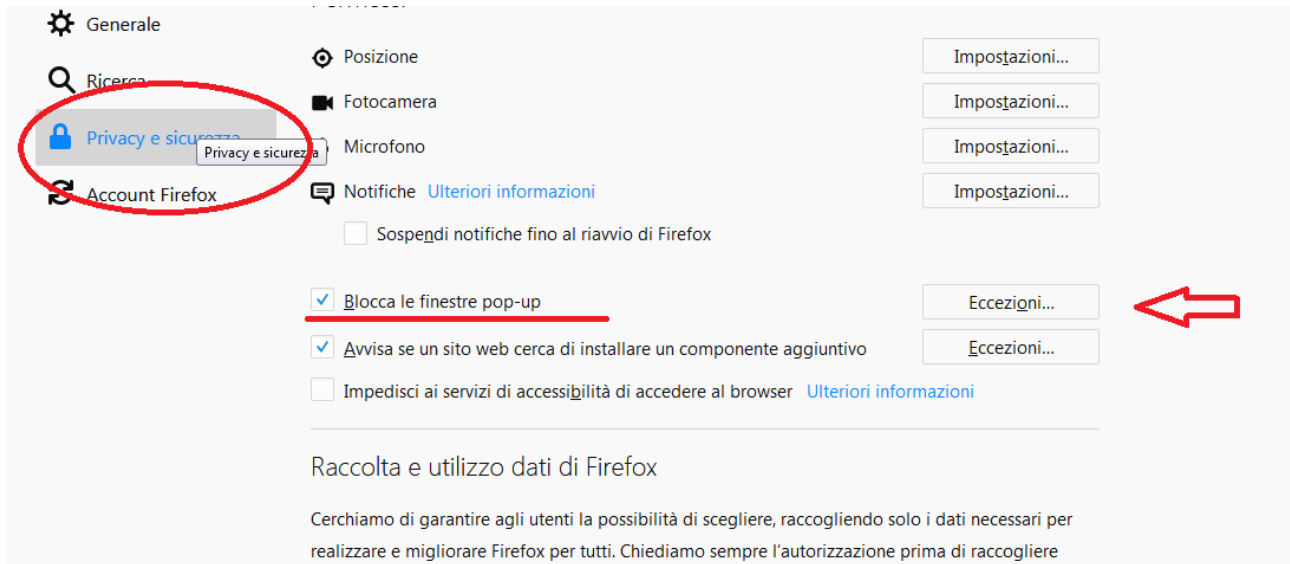 Generale
Ricerca
Privacy e sicurezza
Privacy e sicurezza
Account Firefox
Posizione Impostazioni...
Fotocamera Impostazioni...
Microfono Impostazioni...
Notifiche Ulteriori informazioni Impostazioni...
Sospendi notifiche fino al riavvio di Firefox
Blocca le finestre pop-up Eccezioni...
Avvisa se un sito web cerca di installare un componente aggiuntivo Eccezioni...
Impedisci ai servizi di accessibilità di accedere al browser Ulteriori informazioni
Raccolta e utilizzo dati di Firefox
Cerchiamo di garantire agli utenti la possibilità di scegliere, raccogliendo solo i dati necessari per
realizzare e migliorare Firefox per tutti. Chiediamo sempre l'autorizzazione prima di raccogliere